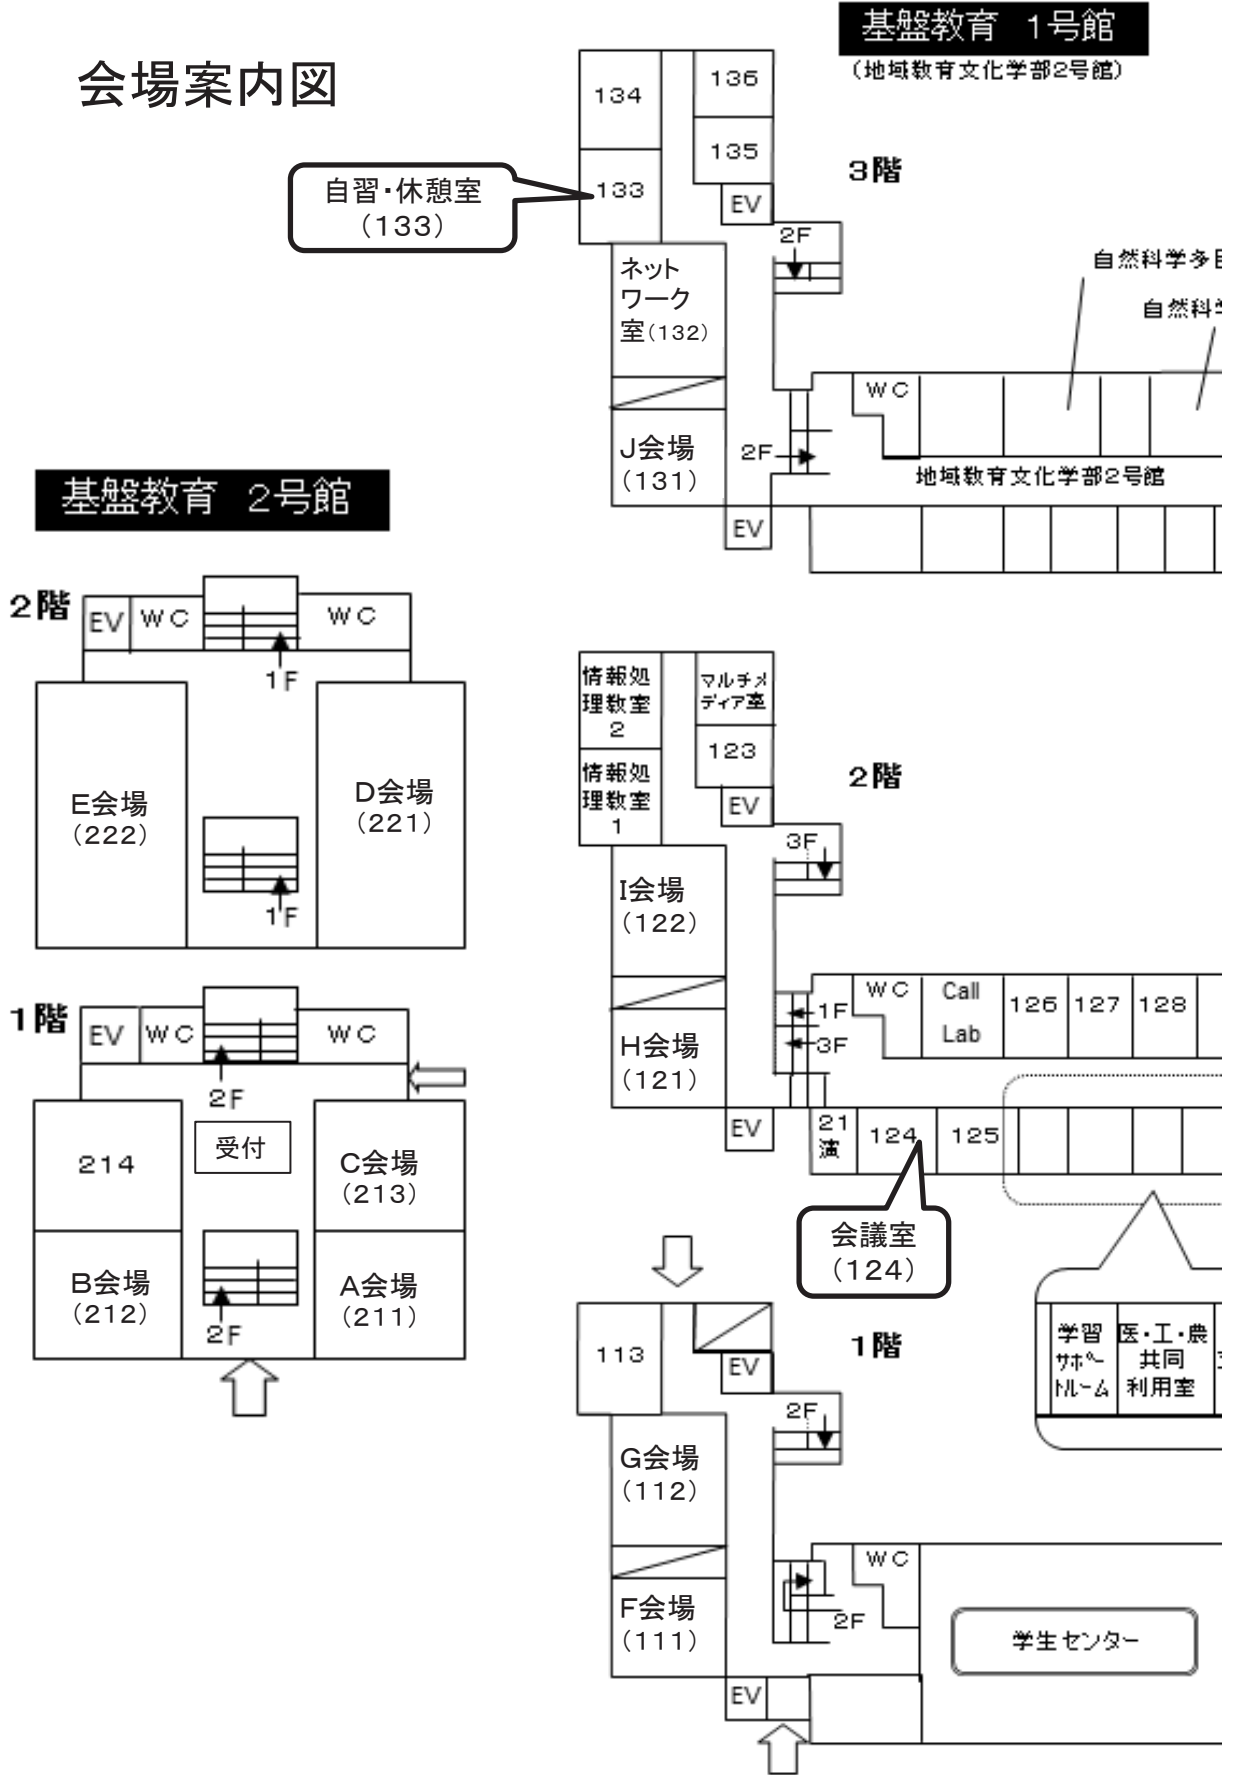 会場案内図
基盤教育 1号館
(地域教育文化学部2号館)
3階
134
136
135
133
自習・休憩室
(133)
EV
2F
ネット
ワーク
室(132)
自然科学多
自然科
WC
J会場
(131)
2F
地域教育文化学部2号館
EV
基盤教育 2号館
2階
EV
WC
WC
1F
E会場
(222)
D会場
(221)
1F
1階
EV
WC
WC
2F
受付
214
C会場
(213)
B会場
(212)
A会場
(211)
2F
2階
情報処
理教室
2
マルチメ
ディア室
123
情報処
理教室
1
EV
3F
I会場
(122)
WC
Call
Lab
126
127
128
1F
3F
H会場
(121)
EV
21
演
124
125
会議室
(124)
学習
サポー
トルーム
医・工・農
共同
利用室
1階
113
EV
2F
G会場
(112)
WC
F会場
(111)
2F
学生センター
EV